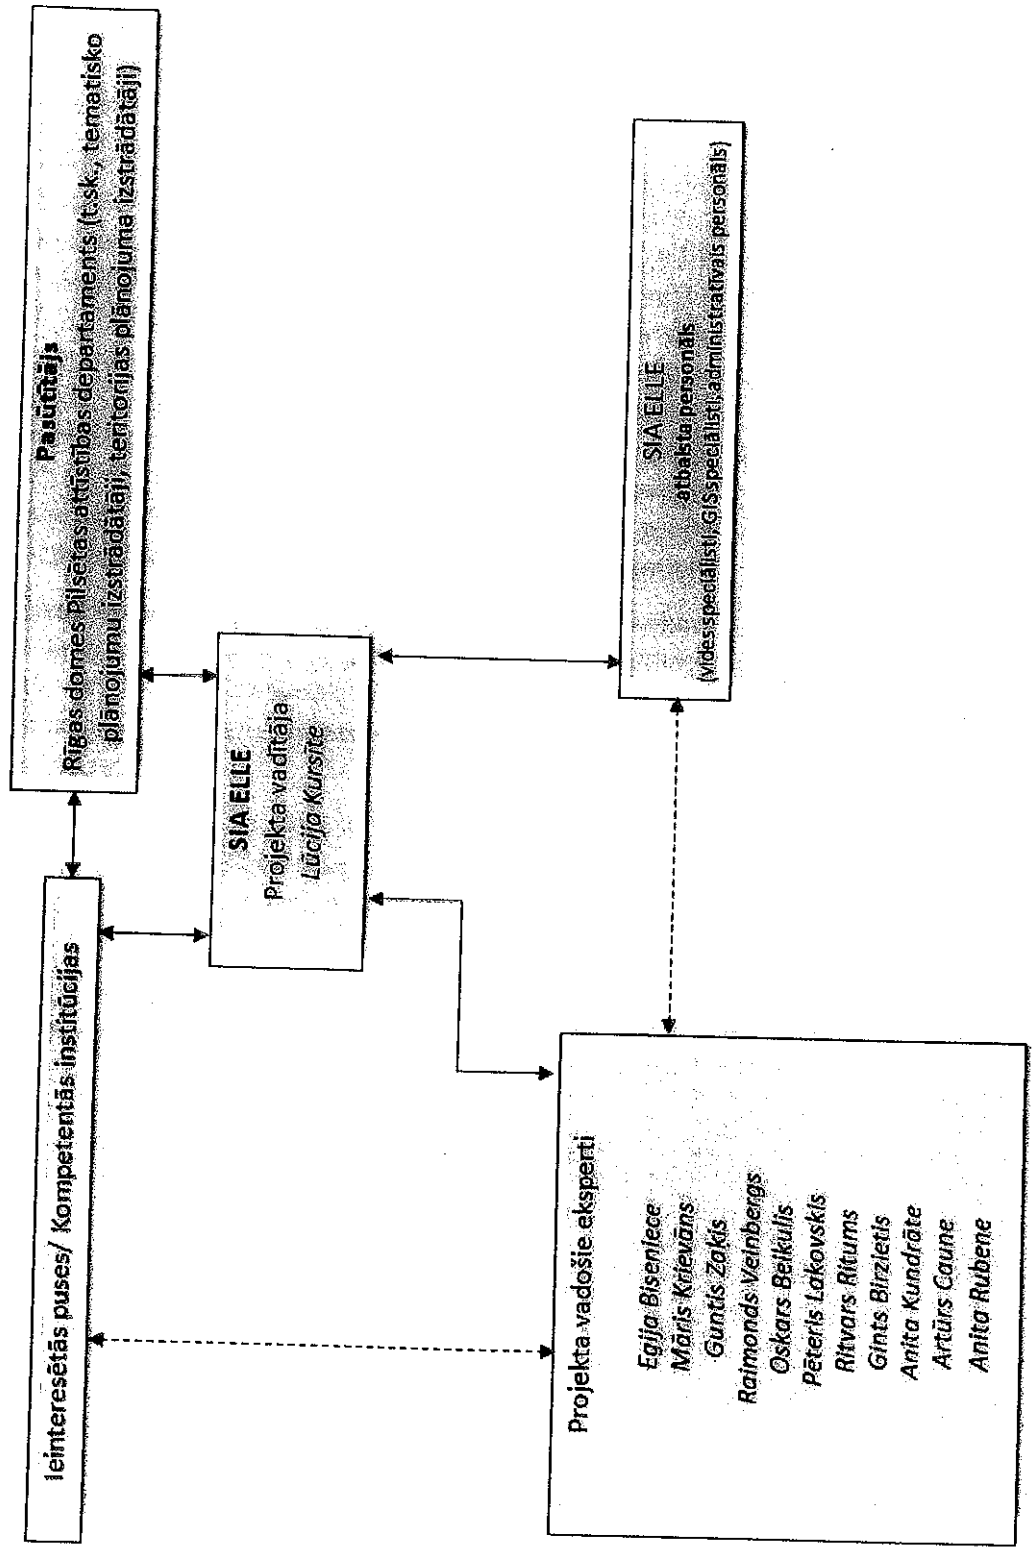 Ieinteresētās puses/ Kompetentās institūcijas
Pasūtītājs
Rīgas domes Pilsētas attīstības departaments (t.sk., tematisko
plānojumu izstrādātāji, teritorijas plānojuma izstrādātāji)
SIA ELLE
Projekta vadītāja
Lūcija Kursīte
Projekta vadošie eksperti
Egija Biseniece
Māris Krievāns
Guntis Zaķis
Raimonds Veinbergs
Oskars Beikulis
Pēteris Lakovskis
Ritvars Ritums
Gints Birzietis
Anita Kundrāte
Artūrs Caune
Anita Rubene
SIA ELLE
atbalsta personāls
(Vides speciālisti, GIS speciālisti, administratīvais personāls)